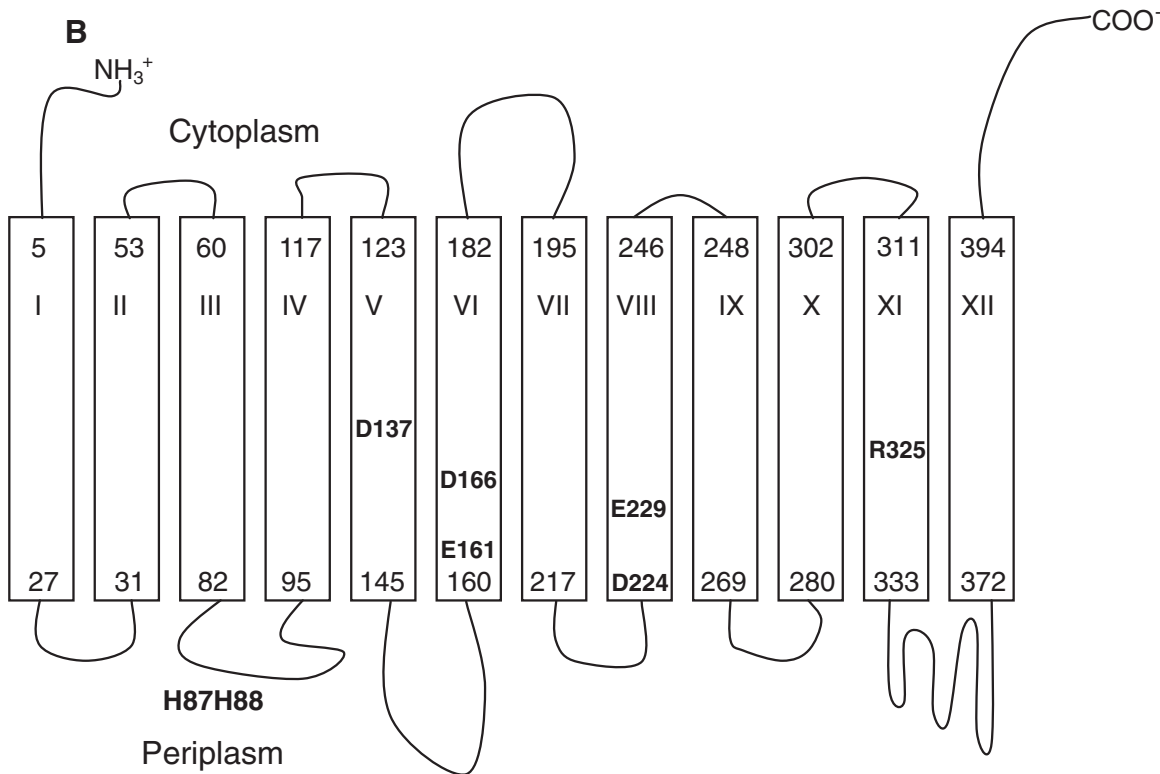 B
NH₃⁺
COO⁻
Cytoplasm
5 53 60 117 123 182 195 246 248 302 311 394
I II III IV V VI VII VIII IX X XI XII
D137
R325
D166
E229
E161
27 31 82 95 145 160 217 D224 269 280 333 372
H87H88
Periplasm